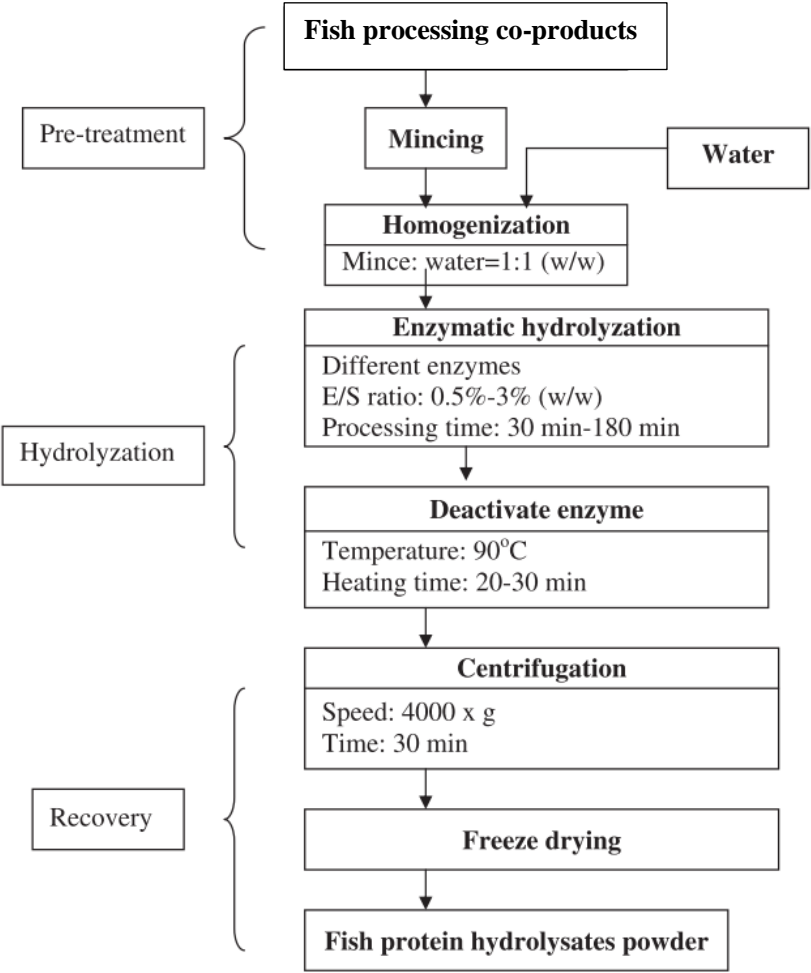 Fish processing co-products
Pre-treatment
Mincing
Water
Homogenization
Mince: water=1:1 (w/w)
Enzymatic hydrolyzation
Different enzymes
E/S ratio: 0.5%-3% (w/w)
Processing time: 30 min-180 min
Hydrolyzation
Deactivate enzyme
Temperature: 90°C
Heating time: 20-30 min
Centrifugation
Speed: 4000 x g
Time: 30 min
Recovery
Freeze drying
Fish protein hydrolysates powder